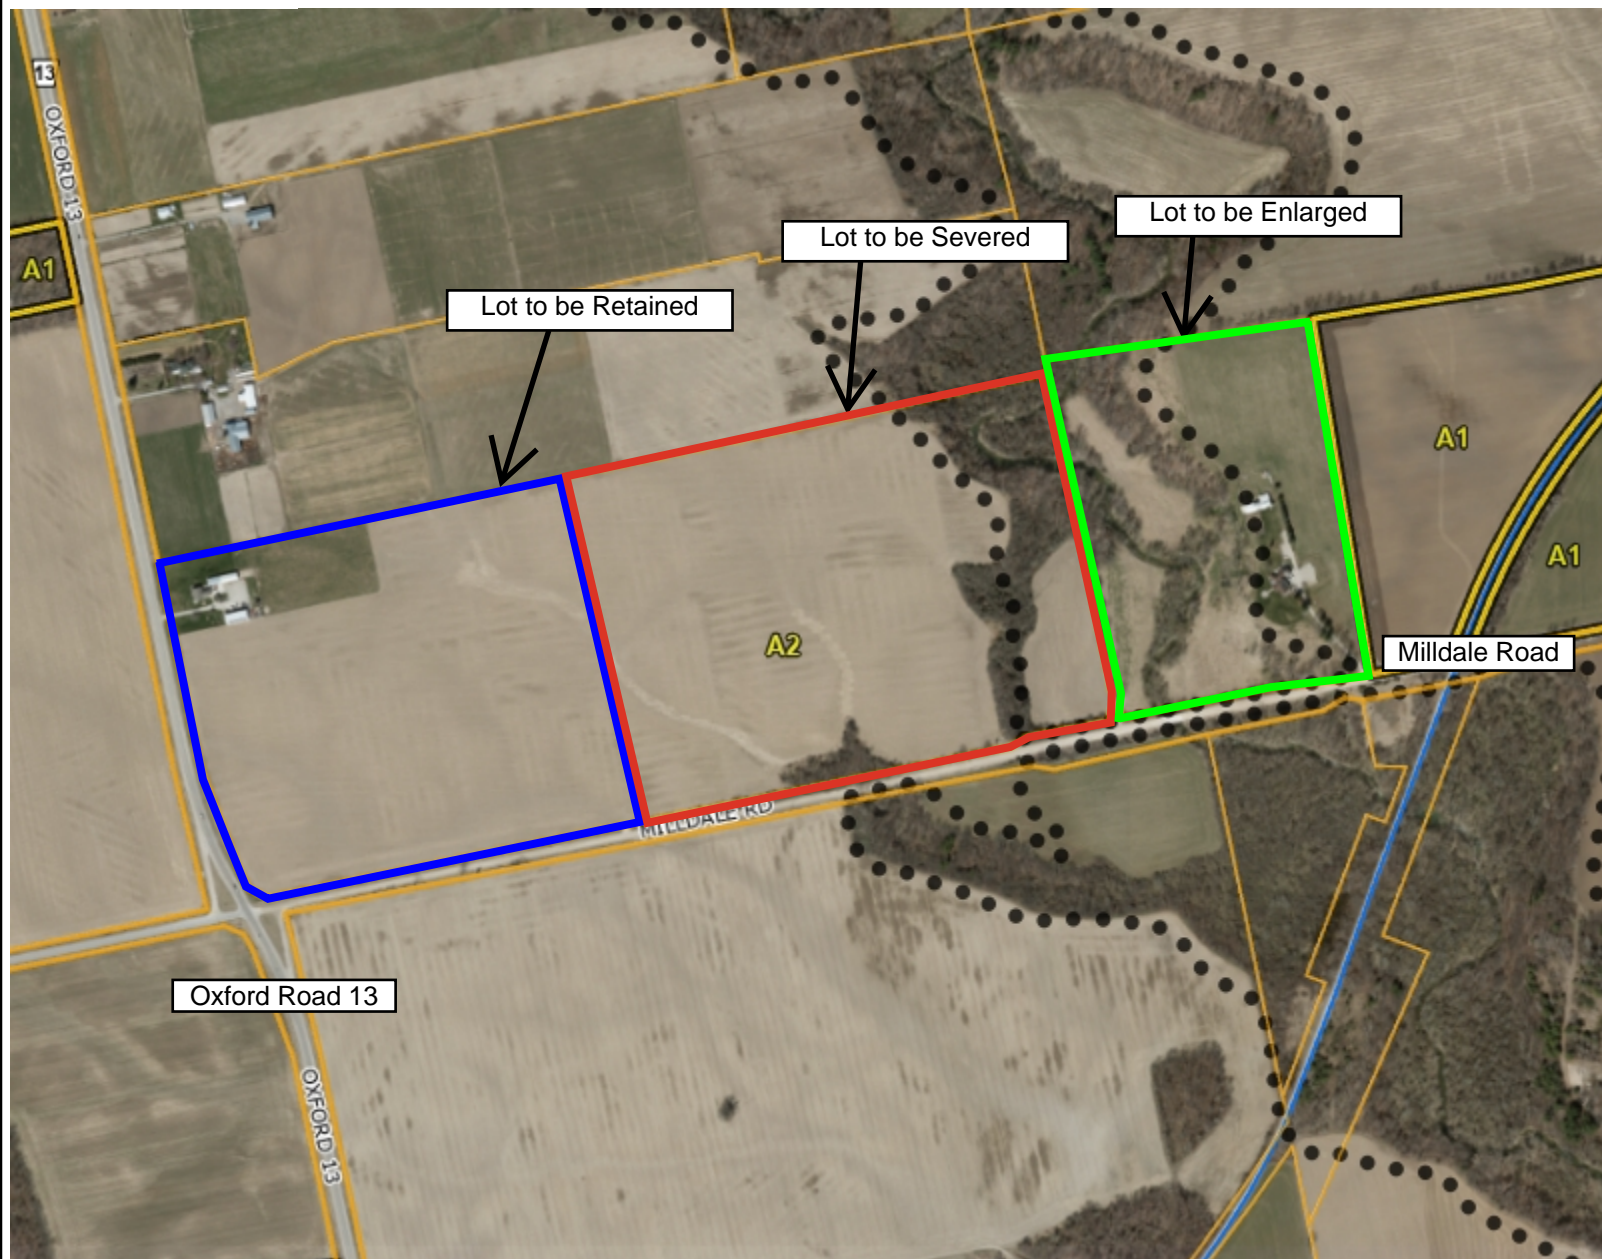 13
OXFORD 13
A1
Lot to be Enlarged
Lot to be Severed
Lot to be Retained
A1
A1
A2
Milldale Road
MILLDALE RD
Oxford Road 13
OXFORD 13